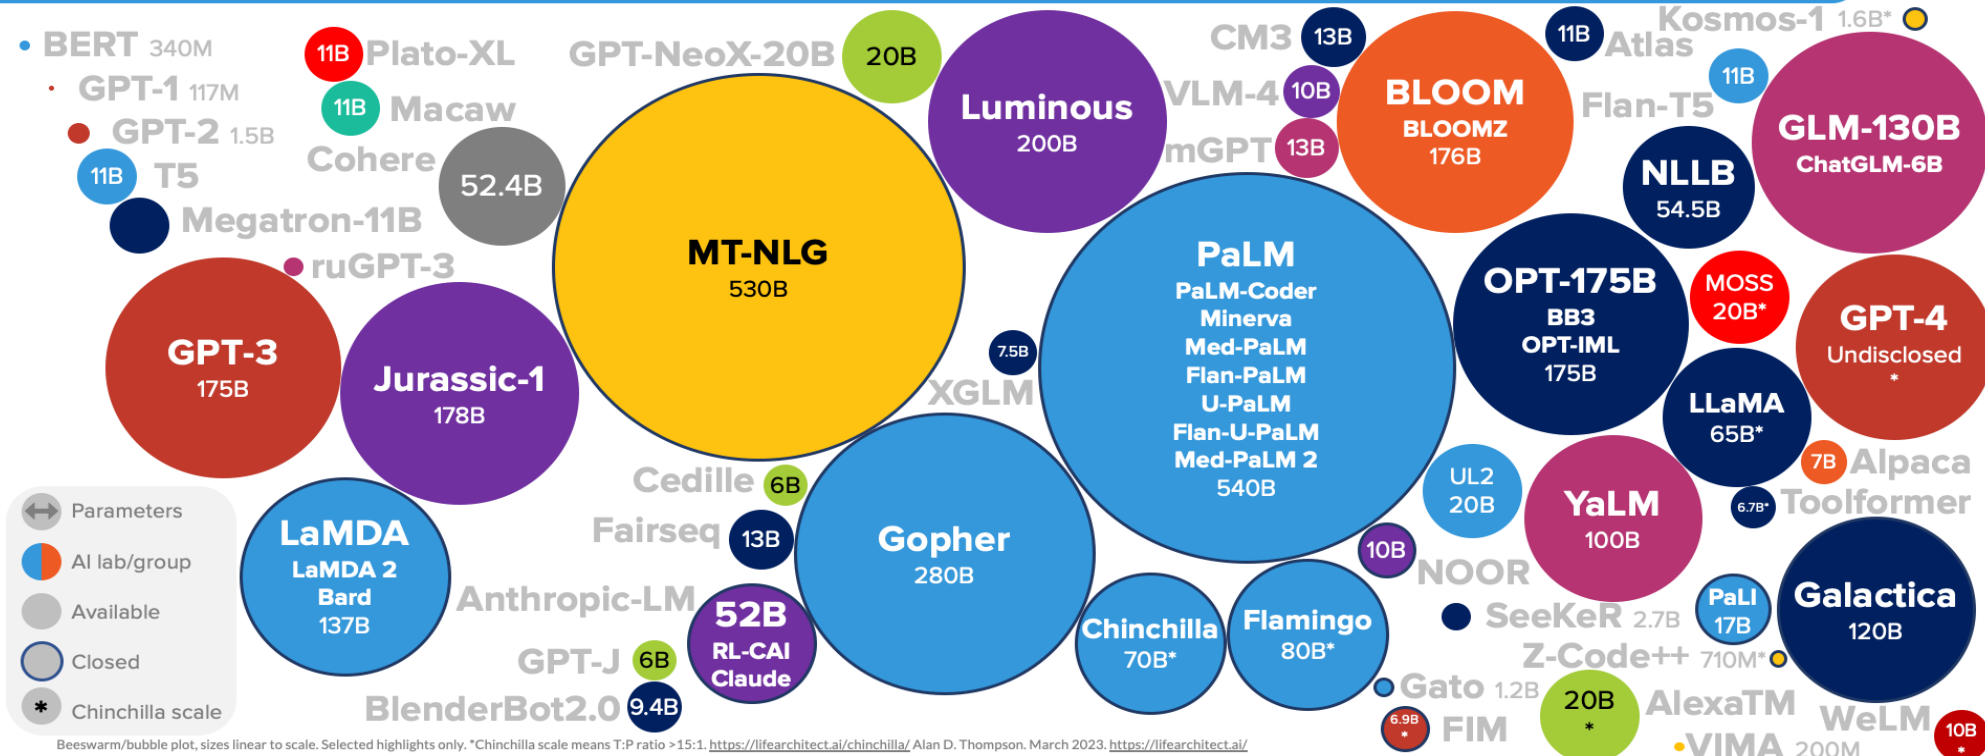 BERT 340M
GPT-1 117M
GPT-2 1.5B
11B T5
Megatron-11B
ruGPT-3
11B Plato-XL
11B Macaw
Cohere
52.4B
GPT-NeoX-20B 20B
MT-NLG
530B
Luminous
200B
CM3 13B
VLM-4 10B
mGPT 13B
BLOOM
BLOOMZ
176B
11B Atlas
Kosmos-1 1.6B*
11B
Flan-T5
NLLB
54.5B
GLM-130B
ChatGLM-6B
GPT-3
175B
Jurassic-1
178B
7.5B
XGLM
PaLM
PaLM-Coder
Minerva
Med-PaLM
Flan-PaLM
U-PaLM
Flan-U-PaLM
Med-PaLM 2
540B
OPT-175B
BB3
OPT-IML
175B
MOSS
20B*
GPT-4
Undisclosed
*
LLaMA
65B*
7B Alpaca
6.7B* Toolformer
UL2
20B
YaLM
100B
Cedille 6B
Fairseq 13B
Gopher
280B
LaMDA
LaMDA 2
Bard
137B
Anthropic-LM
52B
RL-CAI
Claude
GPT-J 6B
BlenderBot2.0 9.4B
Chinchilla
70B*
Flamingo
80B*
10B
NOOR
SeeKeR 2.7B
PaLI
17B
Galactica
120B
Z-Code++ 710M*
Gato 1.2B
6.9B
*
FIM
20B
*
AlexaTM
WeLM
10B
*
VIMA 200M
Parameters
AI lab/group
Available
Closed
* Chinchilla scale
Beeswarm/bubble plot, sizes linear to scale. Selected highlights only. *Chinchilla scale means T:P ratio >15:1. https://lifearchitect.ai/chinchilla/ Alan D. Thompson. March 2023. https://lifearchitect.ai/